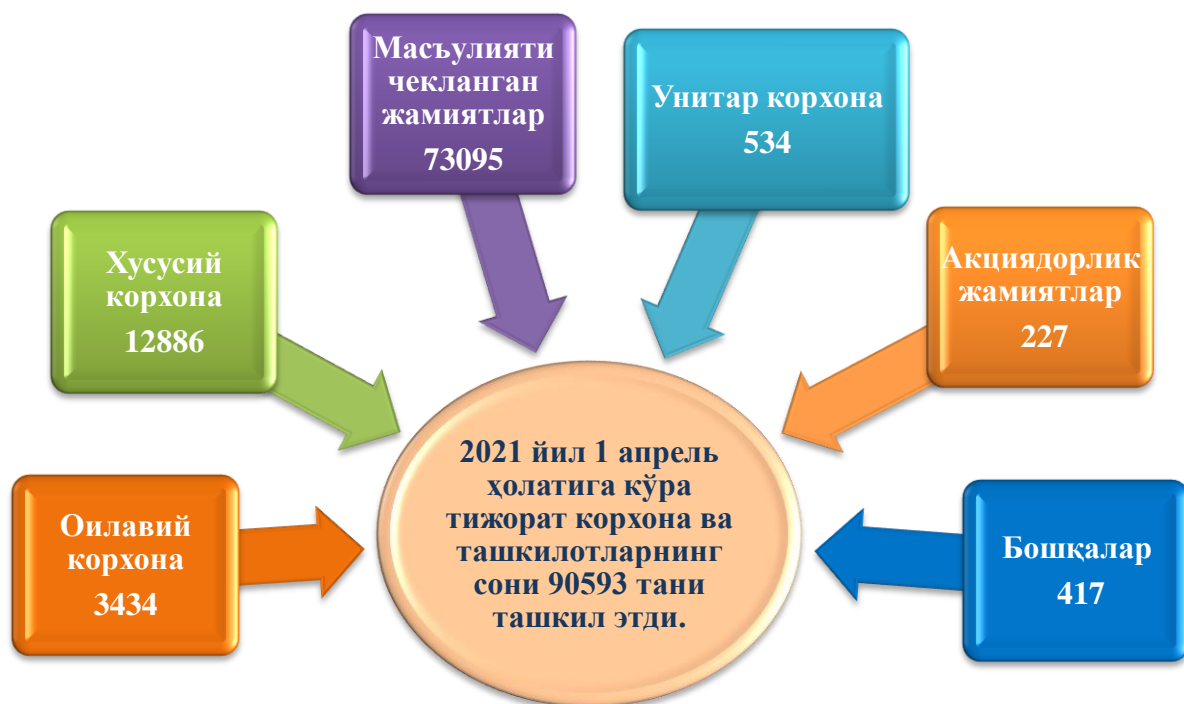 Масъулияти
чекланган
жамиятлар
73095
Унитар корхона
534
Хусусий
корхона
12886
Акциядорлик
жамиятлар
227
Оилавий
корхона
3434
2021 йил 1 апрель
ҳолатига кўра
тижорат корхона ва
ташкилотларнинг
сони 90593 тани
ташкил этди.
Бошқалар
417